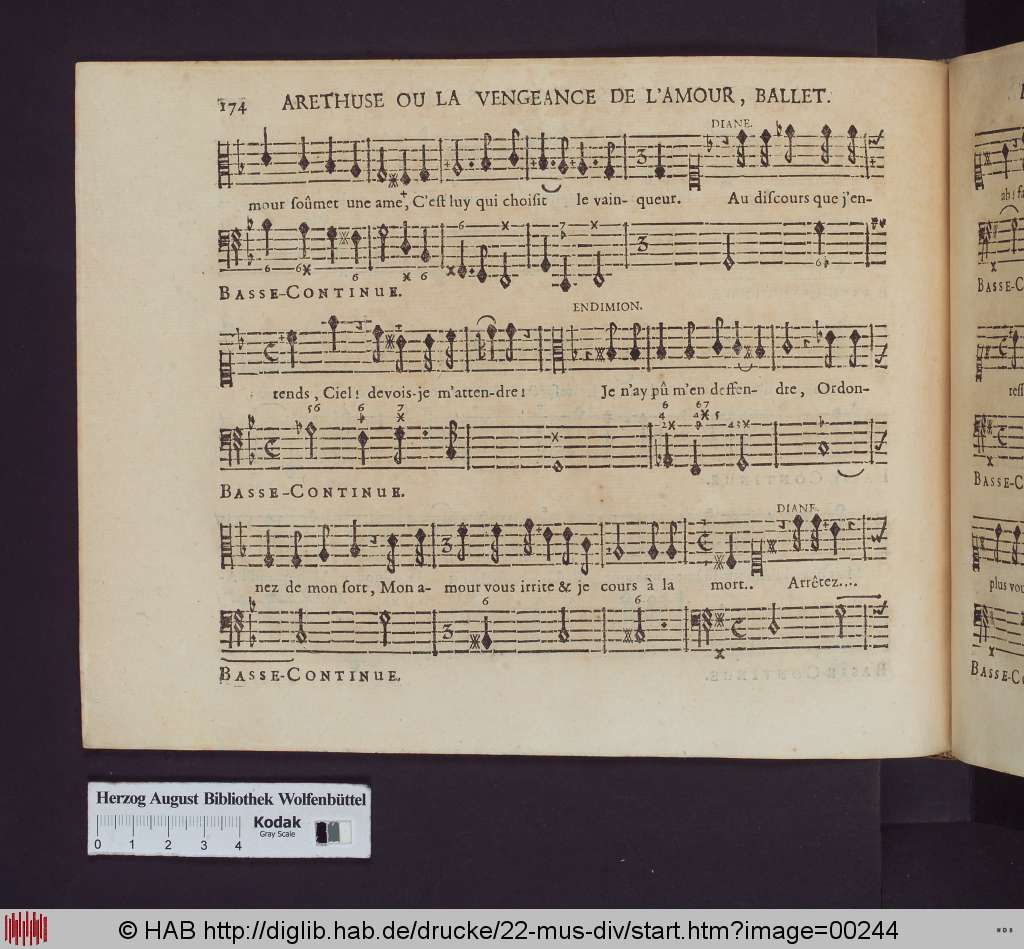 174 ARETHUSE OU LA VENGEANCE DE L'AMOUR, BALLET.
DIANE.
mour soûmet une ame, C'est luy qui choisit le vain- queur. Au discours que j'en-
BASSE-CONTINUE.
ENDIMION.
tends, Ciel! devois-je m'atten-dre! Je n'ay pû m'en deffen- dre, Ordon-
BASSE-CONTINUE.
DIANE.
nez de mon sort, Mon a- mour vous irrite & je cours à la mort.. Arrêtez....
BASSE-CONTINUE.
BASSE-C
BASSE-C
plus vou
BASSE-C
Herzog August Bibliothek Wolfenbüttel
Kodak
Gray Scale
0 1 2 3 4
© HAB http://diglib.hab.de/drucke/22-mus-div/start.htm?image=00244